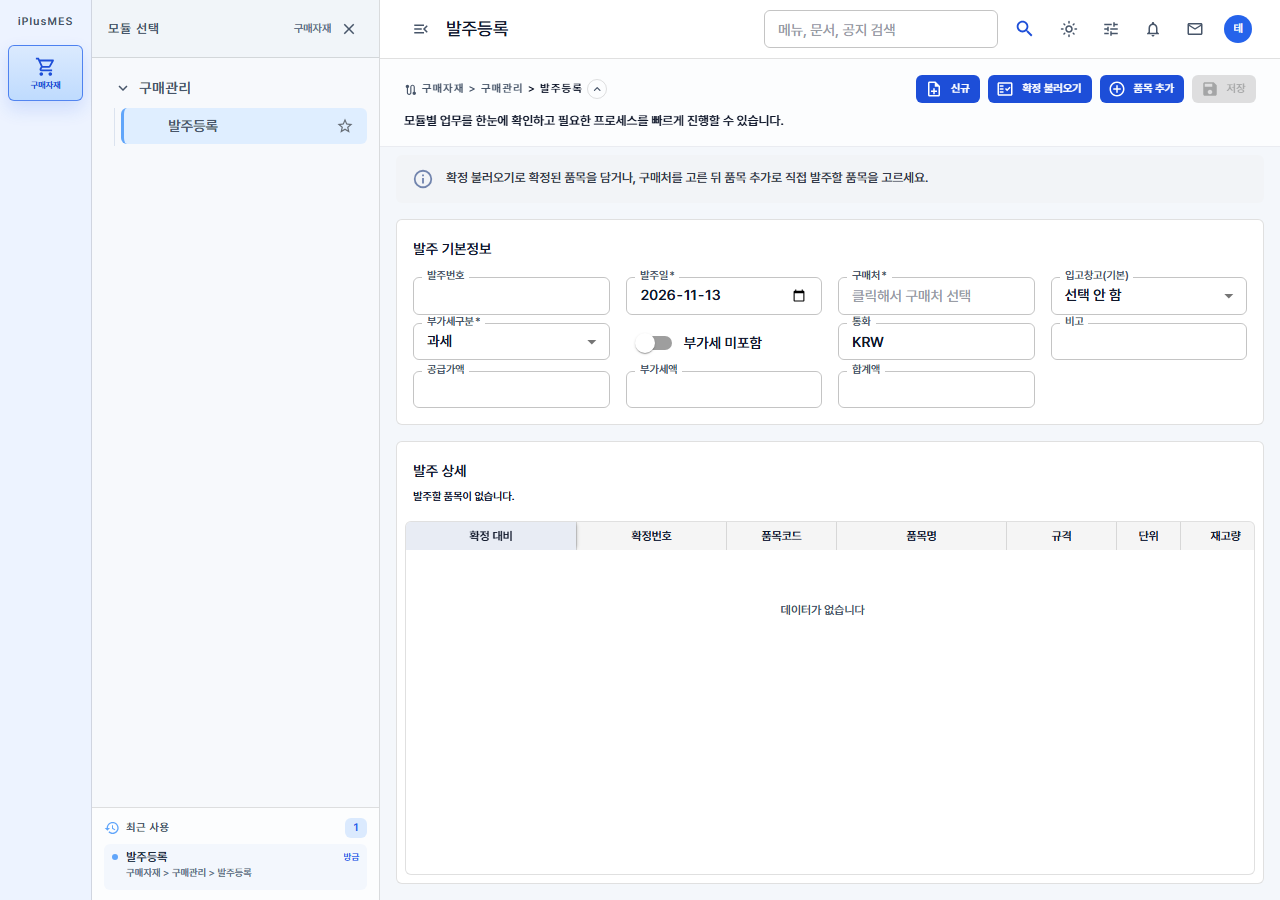 iPlusMES
구매자재
모듈 선택
구매자재
구매관리
발주등록
최근 사용
1
발주등록
방금
구매자재 > 구매관리 > 발주등록
발주등록
메뉴, 문서, 공지 검색
테
구매자재 > 구매관리 > 발주등록
신규
확정 불러오기
품목 추가
저장
모듈별 업무를 한눈에 확인하고 필요한 프로세스를 빠르게 진행할 수 있습니다.
확정 불러오기로 확정된 품목을 담거나, 구매처를 고른 뒤 품목 추가로 직접 발주할 품목을 고르세요.
발주 기본정보
발주번호
발주일*
2026-11-13
구매처*
클릭해서 구매처 선택
입고창고(기본)
선택 안 함
부가세구분*
과세
부가세 미포함
통화
KRW
비고
공급가액
부가세액
합계액
발주 상세
발주할 품목이 없습니다.
확정 대비 확정번호 품목코드 품목명 규격 단위 재고량
데이터가 없습니다